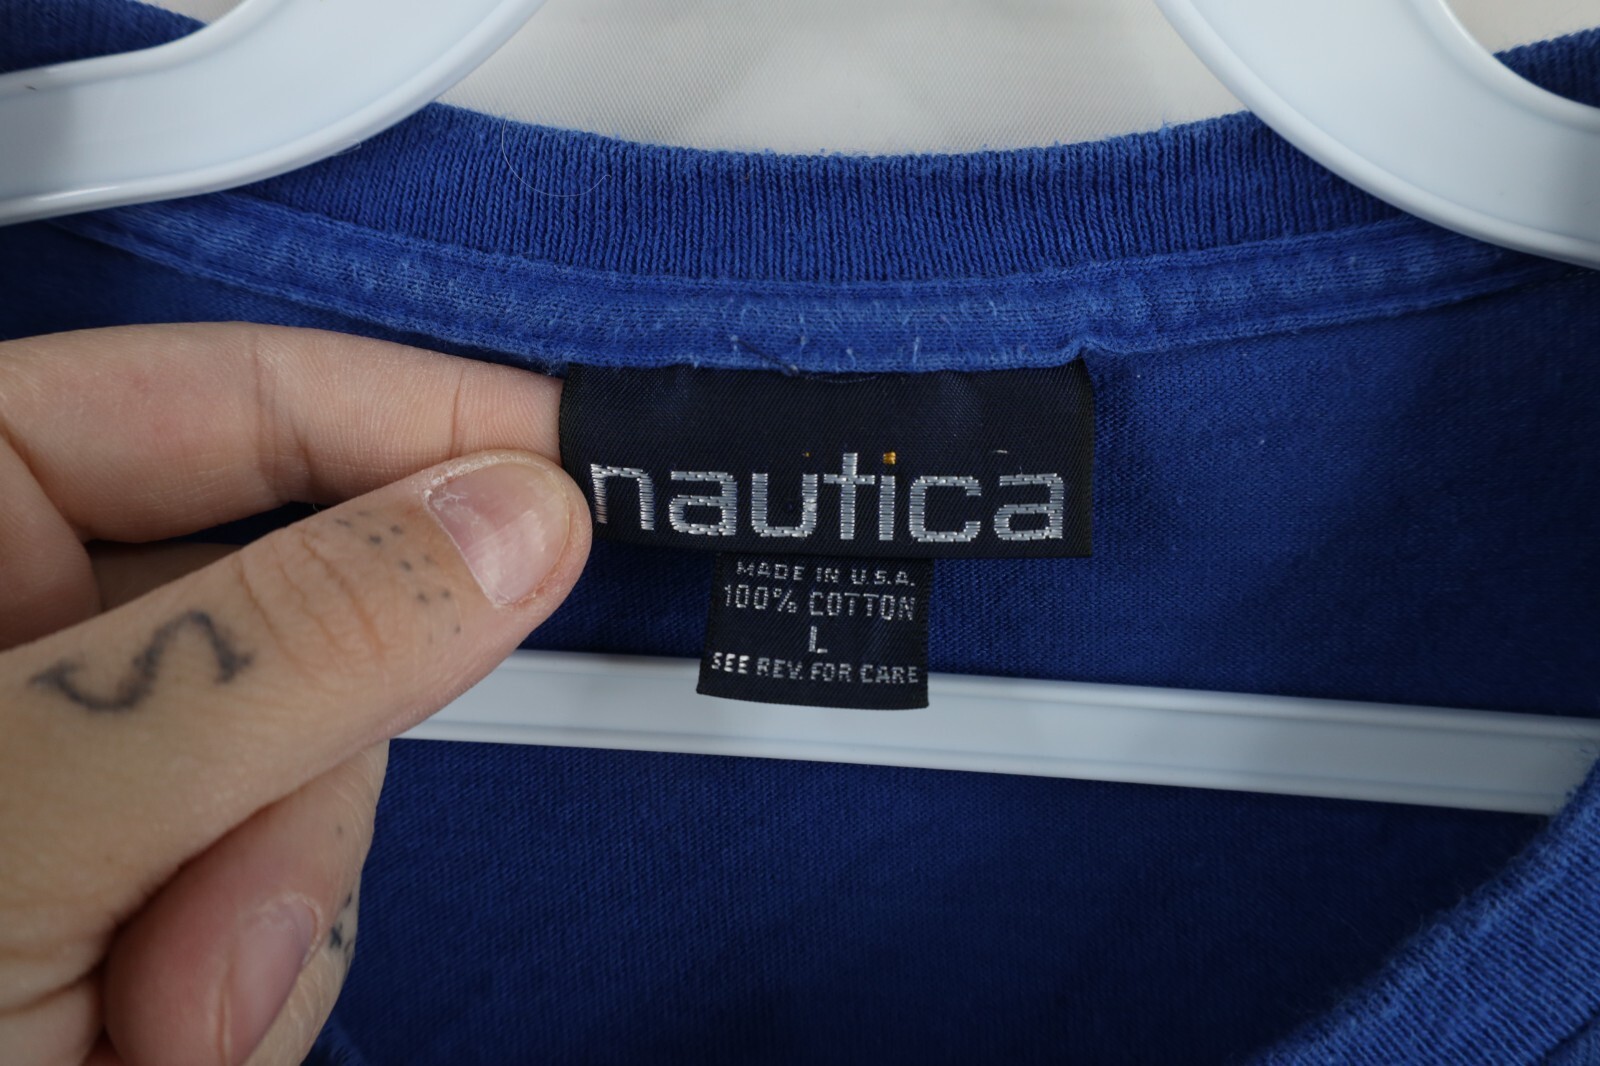 nautica
MADE IN U.S.A.
100% COTTON
L
SEE REV. FOR CARE
S